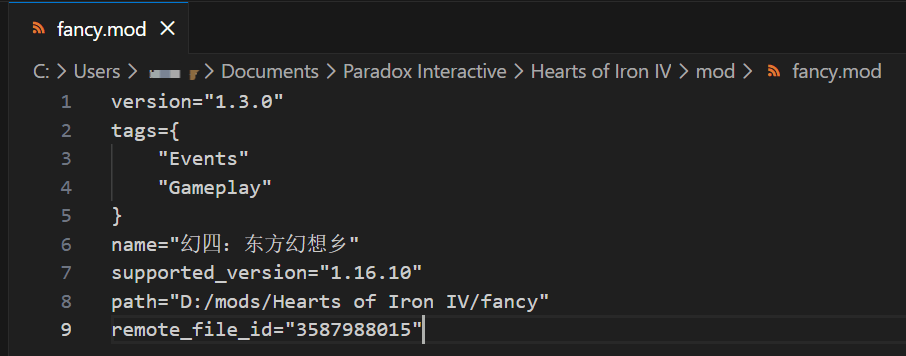 fancy.mod
C: > Users > > Documents > Paradox Interactive > Hearts of Iron IV > mod > fancy.mod
1 version="1.3.0"
2 tags={
3 "Events"
4 "Gameplay"
5 }
6 name="幻四：东方幻想乡"
7 supported_version="1.16.10"
8 path="D:/mods/Hearts of Iron IV/fancy"
9 remote_file_id="3587988015"